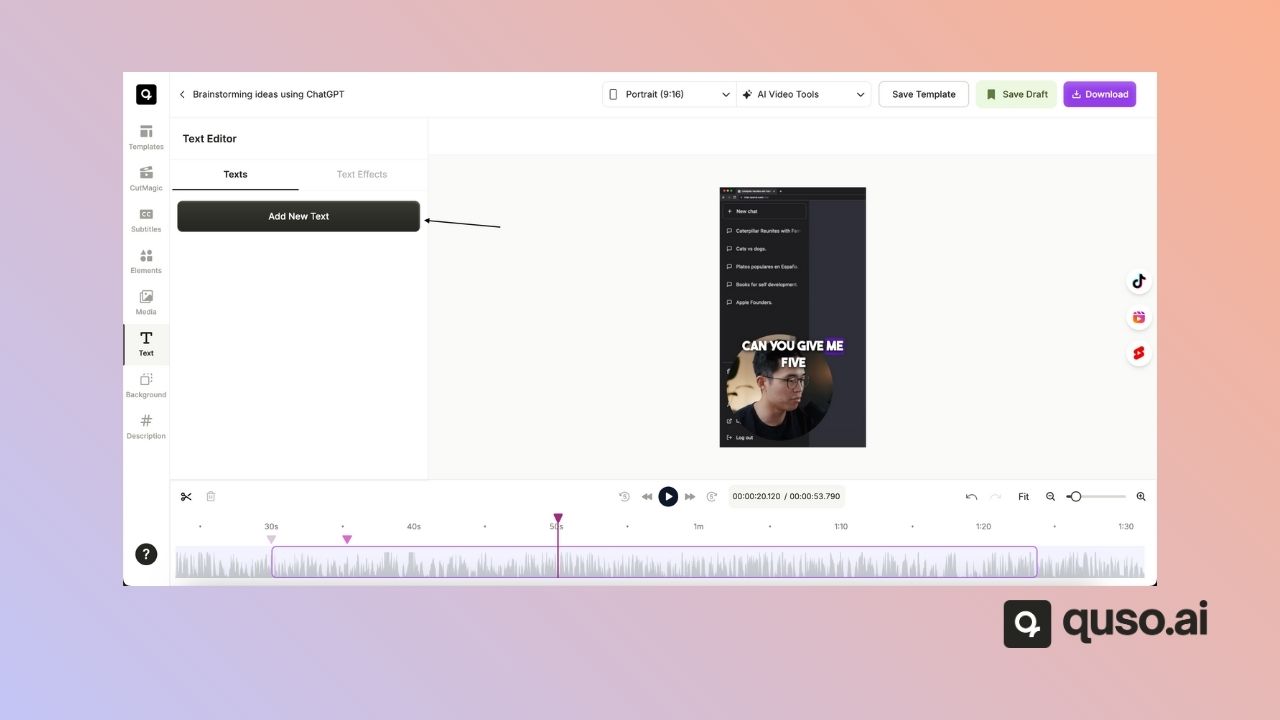 Brainstorming ideas using ChatGPT
Portrait (9:16)
AI Video Tools
Save Template
Save Draft
Download
Templates
CutMagic
CC
Subtitles
Elements
Media
T
Text
Background
#
Description
Text Editor
Texts
Text Effects
Add New Text
+ New chat
Caterpillar Reunites with
Cats vs dogs.
Platos populares en
Books for self development.
Apple Founders.
CAN YOU GIVE ME
FIVE
Log out
5
5
00:00:20.120 / 00:00:53.790
Fit
30s
40s
50s
1m
1:10
1:20
1:30
?
quso.ai